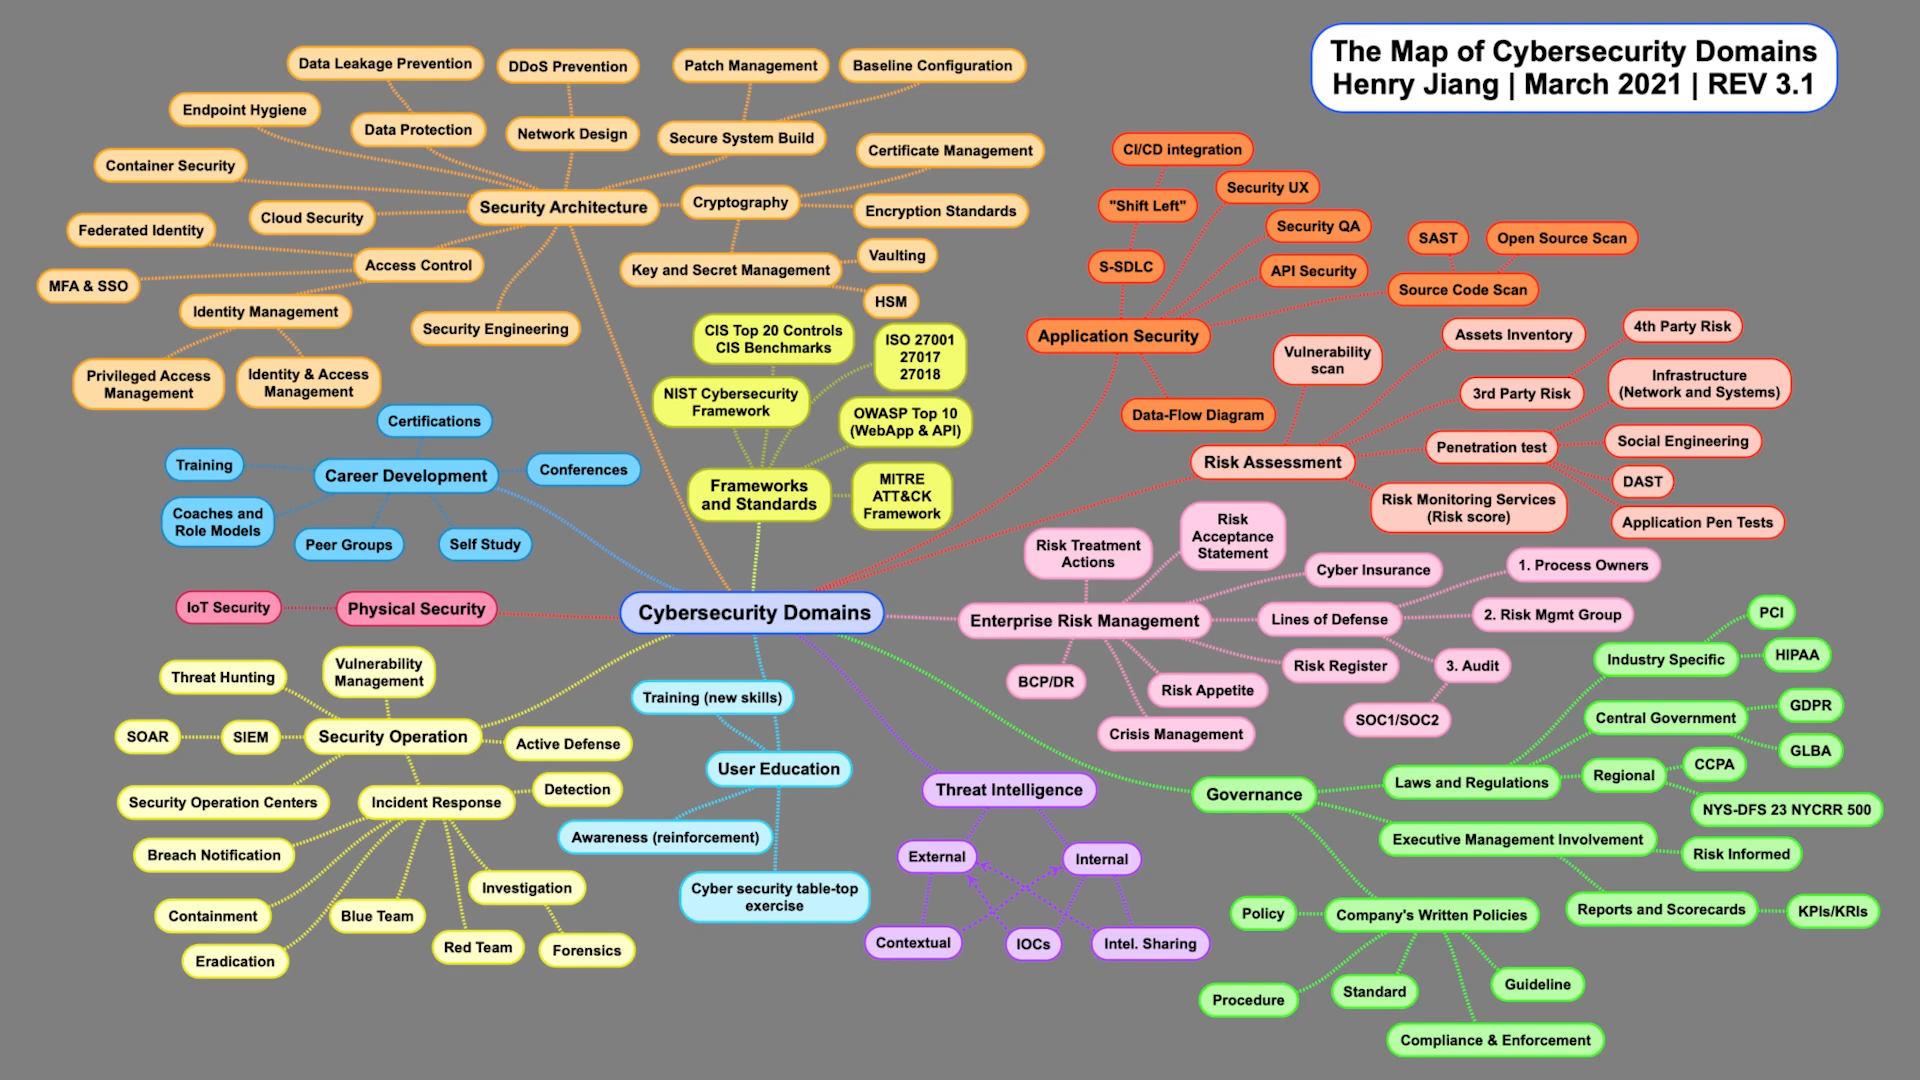 The Map of Cybersecurity Domains
Henry Jiang | March 2021 | REV 3.1
Data Leakage Prevention
DDoS Prevention
Patch Management
Baseline Configuration
Endpoint Hygiene
Data Protection
Network Design
Secure System Build
Certificate Management
Container Security
Security Architecture
Cryptography
Encryption Standards
Cloud Security
Federated Identity
Access Control
Key and Secret Management
Vaulting
HSM
MFA & SSO
Identity Management
Security Engineering
Privileged Access
Management
Identity & Access
Management
CI/CD integration
Security UX
"Shift Left"
Security QA
S-SDLC
API Security
SAST
Open Source Scan
Source Code Scan
Application Security
Data-Flow Diagram
CIS Top 20 Controls
CIS Benchmarks
ISO 27001
27017
27018
NIST Cybersecurity
Framework
OWASP Top 10
(WebApp & API)
Frameworks
and Standards
MITRE
ATT&CK
Framework
Certifications
Training
Career Development
Conferences
Coaches and
Role Models
Peer Groups
Self Study
Vulnerability
scan
Assets Inventory
4th Party Risk
3rd Party Risk
Infrastructure
(Network and Systems)
Risk Assessment
Penetration test
Social Engineering
DAST
Risk Monitoring Services
(Risk score)
Application Pen Tests
IoT Security
Physical Security
Cybersecurity Domains
Risk Treatment
Actions
Risk
Acceptance
Statement
Cyber Insurance
1. Process Owners
Enterprise Risk Management
Lines of Defense
2. Risk Mgmt Group
BCP/DR
Risk Appetite
Risk Register
3. Audit
Crisis Management
SOC1/SOC2
Threat Hunting
Vulnerability
Management
SOAR
SIEM
Security Operation
Active Defense
Security Operation Centers
Incident Response
Detection
Breach Notification
Investigation
Containment
Blue Team
Red Team
Forensics
Eradication
Training (new skills)
User Education
Awareness (reinforcement)
Cyber security table-top
exercise
Threat Intelligence
External
Internal
Contextual
IOCs
Intel. Sharing
PCI
Industry Specific
HIPAA
Central Government
GDPR
GLBA
Governance
Laws and Regulations
Regional
CCPA
NYS-DFS 23 NYCRR 500
Executive Management Involvement
Risk Informed
Reports and Scorecards
KPIs/KRIs
Policy
Company's Written Policies
Procedure
Standard
Guideline
Compliance & Enforcement